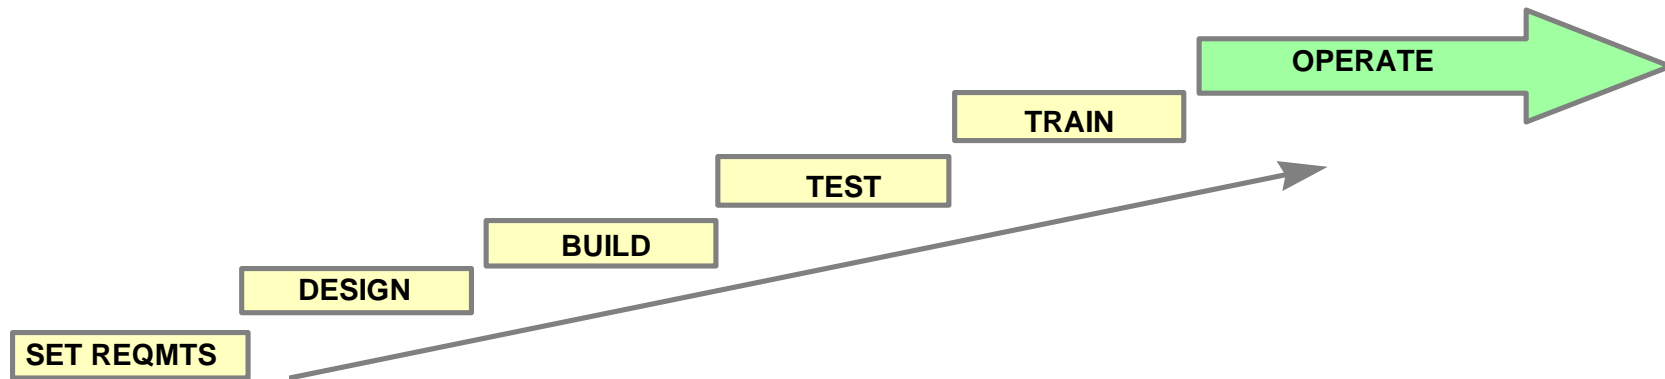 OPERATE
TRAIN
TEST
BUILD
DESIGN
SET REQMTS